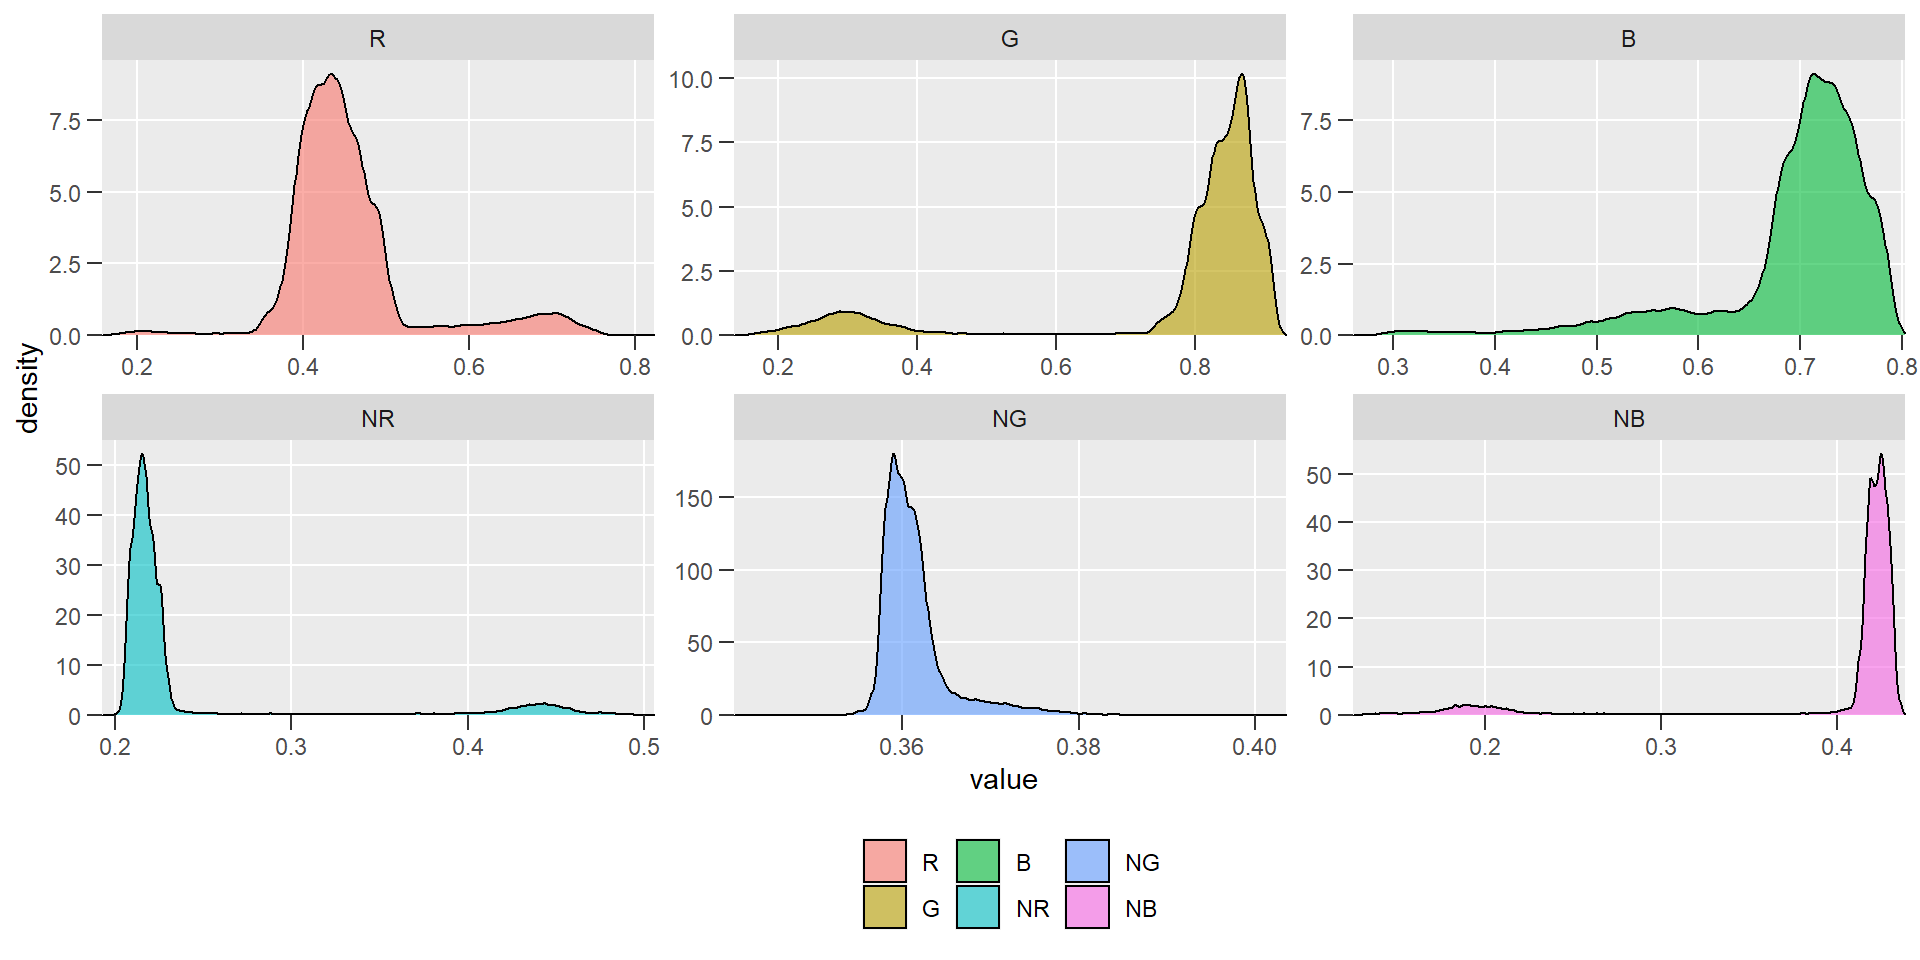 R G B
10.0
7.5 7.5 7.5
5.0 5.0 5.0
2.5 2.5 2.5
0.0 0.0 0.0
0.2 0.4 0.6 0.8 0.2 0.4 0.6 0.8 0.3 0.4 0.5 0.6 0.7 0.8
density
NR NG NB
50 150 50
40 40
30 100 30
20 50 20
10 10
0 0 0
0.2 0.3 0.4 0.5 0.36 0.38 0.40 0.2 0.3 0.4
value
R B NG
G NR NB